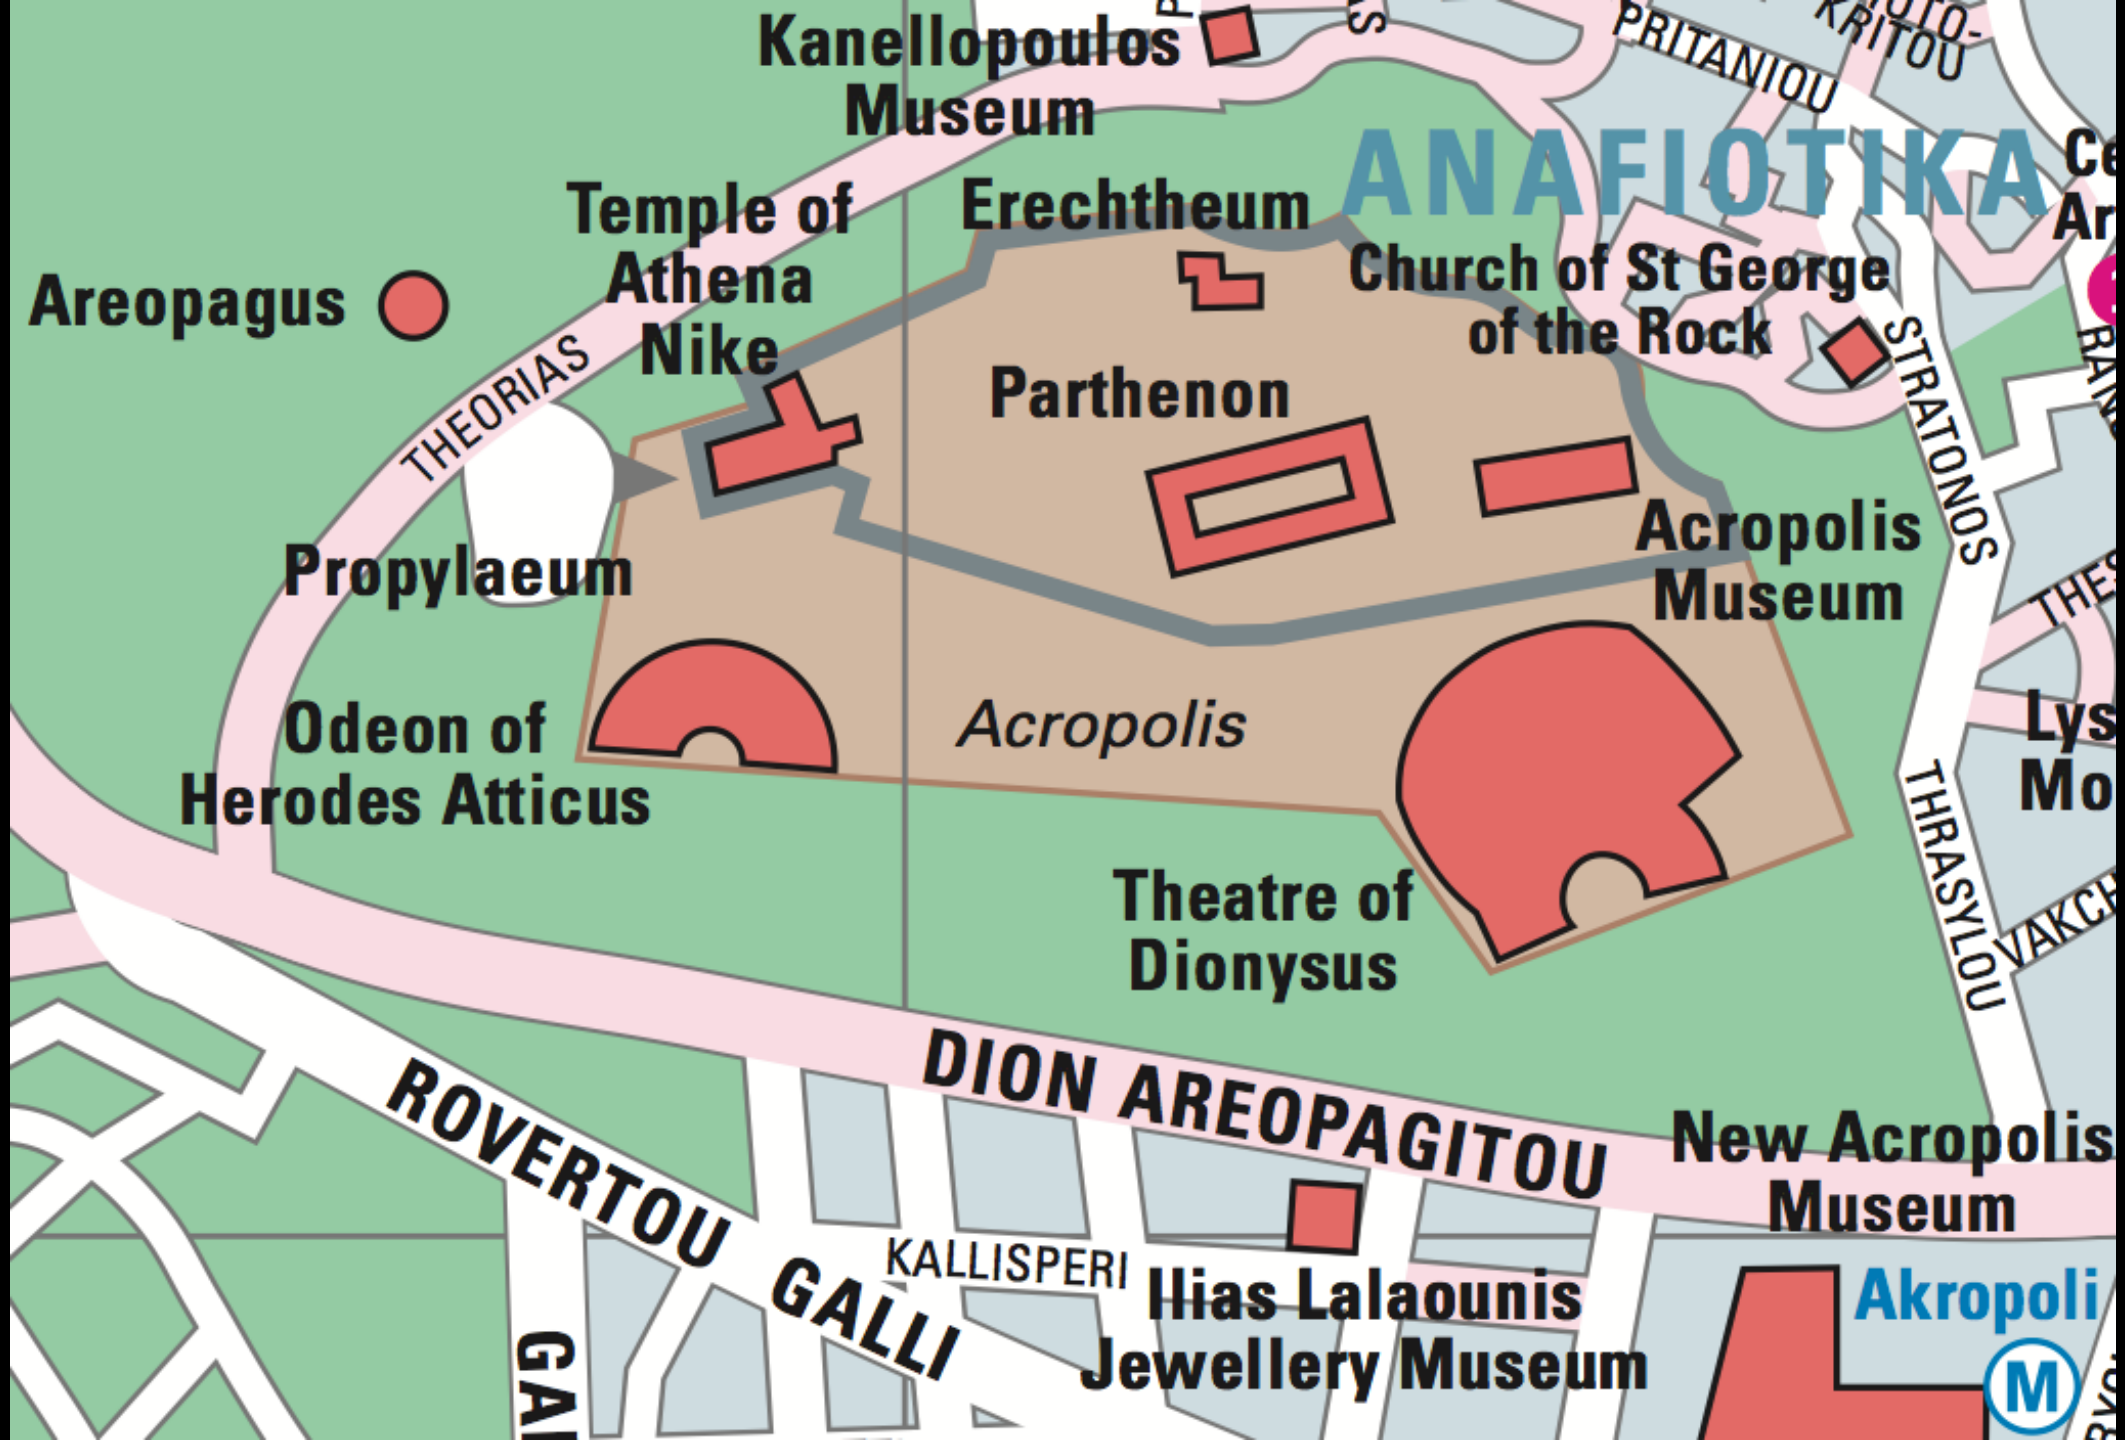 Kanellopoulos
Museum
PRITANIOU
KRITOU
ANAFIOTIKA
Temple of
Athena
Nike
Erechtheum
Church of St George
of the Rock
Areopagus
THEORIAS
Parthenon
STRATONOS
Propylaeum
Acropolis
Museum
Odeon of
Herodes Atticus
Acropolis
Theatre of
Dionysus
THRASYLOU
DION AREOPAGITOU
ROVERTOU GALLI
New Acropolis
Museum
KALLISPERI
Ilias Lalaounis
Jewellery Museum
Akropoli
M